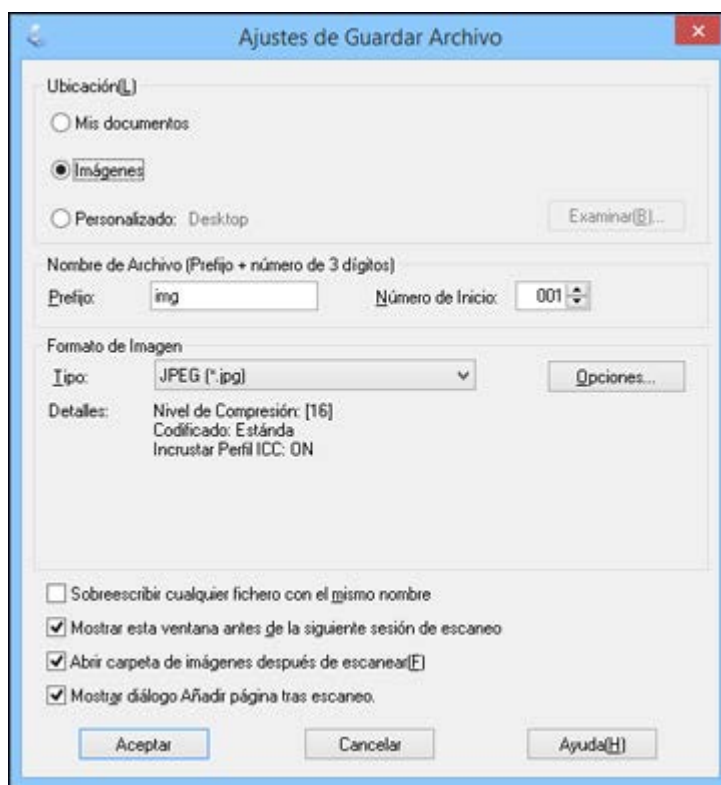 Ajustes de Guardar Archivo
Ubicación(L)
Mis documentos
Imágenes
Personalizado: Desktop Examinar(B)...
Nombre de Archivo (Prefijo + número de 3 dígitos)
Prefijo: img Número de Inicio: 001
Formato de Imagen
Tipo: JPEG (*.jpg) Opciones...
Detalles: Nivel de Compresión: [16]
Codificado: Estánda
Incrustar Perfil ICC: ON
Sobreescribir cualquier fichero con el mismo nombre
Mostrar esta ventana antes de la siguiente sesión de escaneo
Abrir carpeta de imágenes después de escanear(F)
Mostrar diálogo Añadir página tras escaneo.
Aceptar Cancelar Ayuda(H)